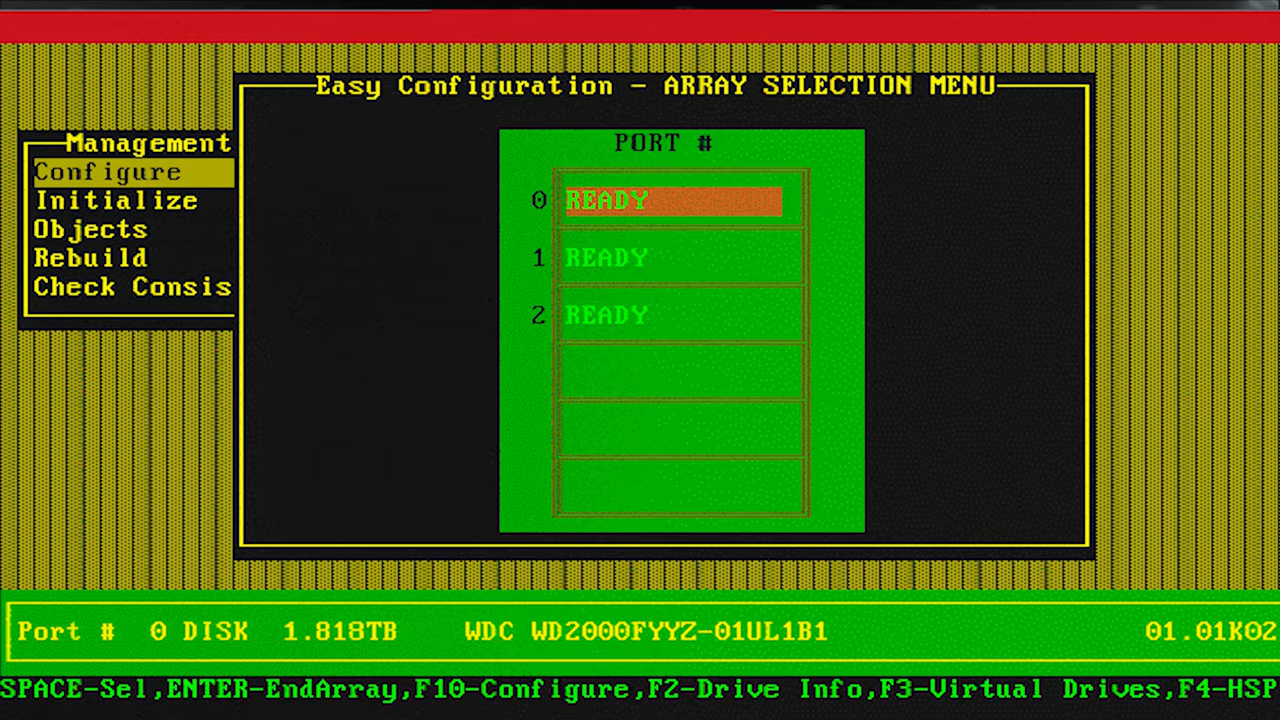 Easy Configuration - ARRAY SELECTION MENU
Management
Configure
Initialize
Objects
Rebuild
Check Consis
PORT #
0 READY
1 READY
2 READY
Port # 0 DISK 1.818TB WDC WD2000FYYZ-01UL1B1 01.01K02
SPACE-Sel,ENTER-EndArray,F10-Configure,F2-Drive Info,F3-Virtual Drives,F4-HSP